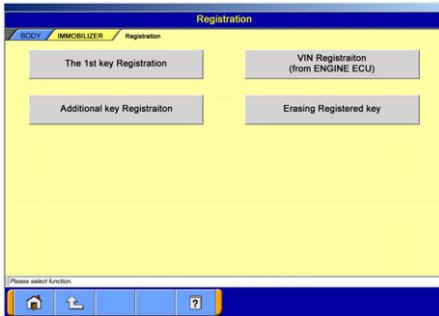 Registration
BODY IMMOBILIZER Registration
The 1st key Registration
VIN Registraiton
(from ENGINE ECU)
Additional key Registraiton
Erasing Registered key
Please select function.
?